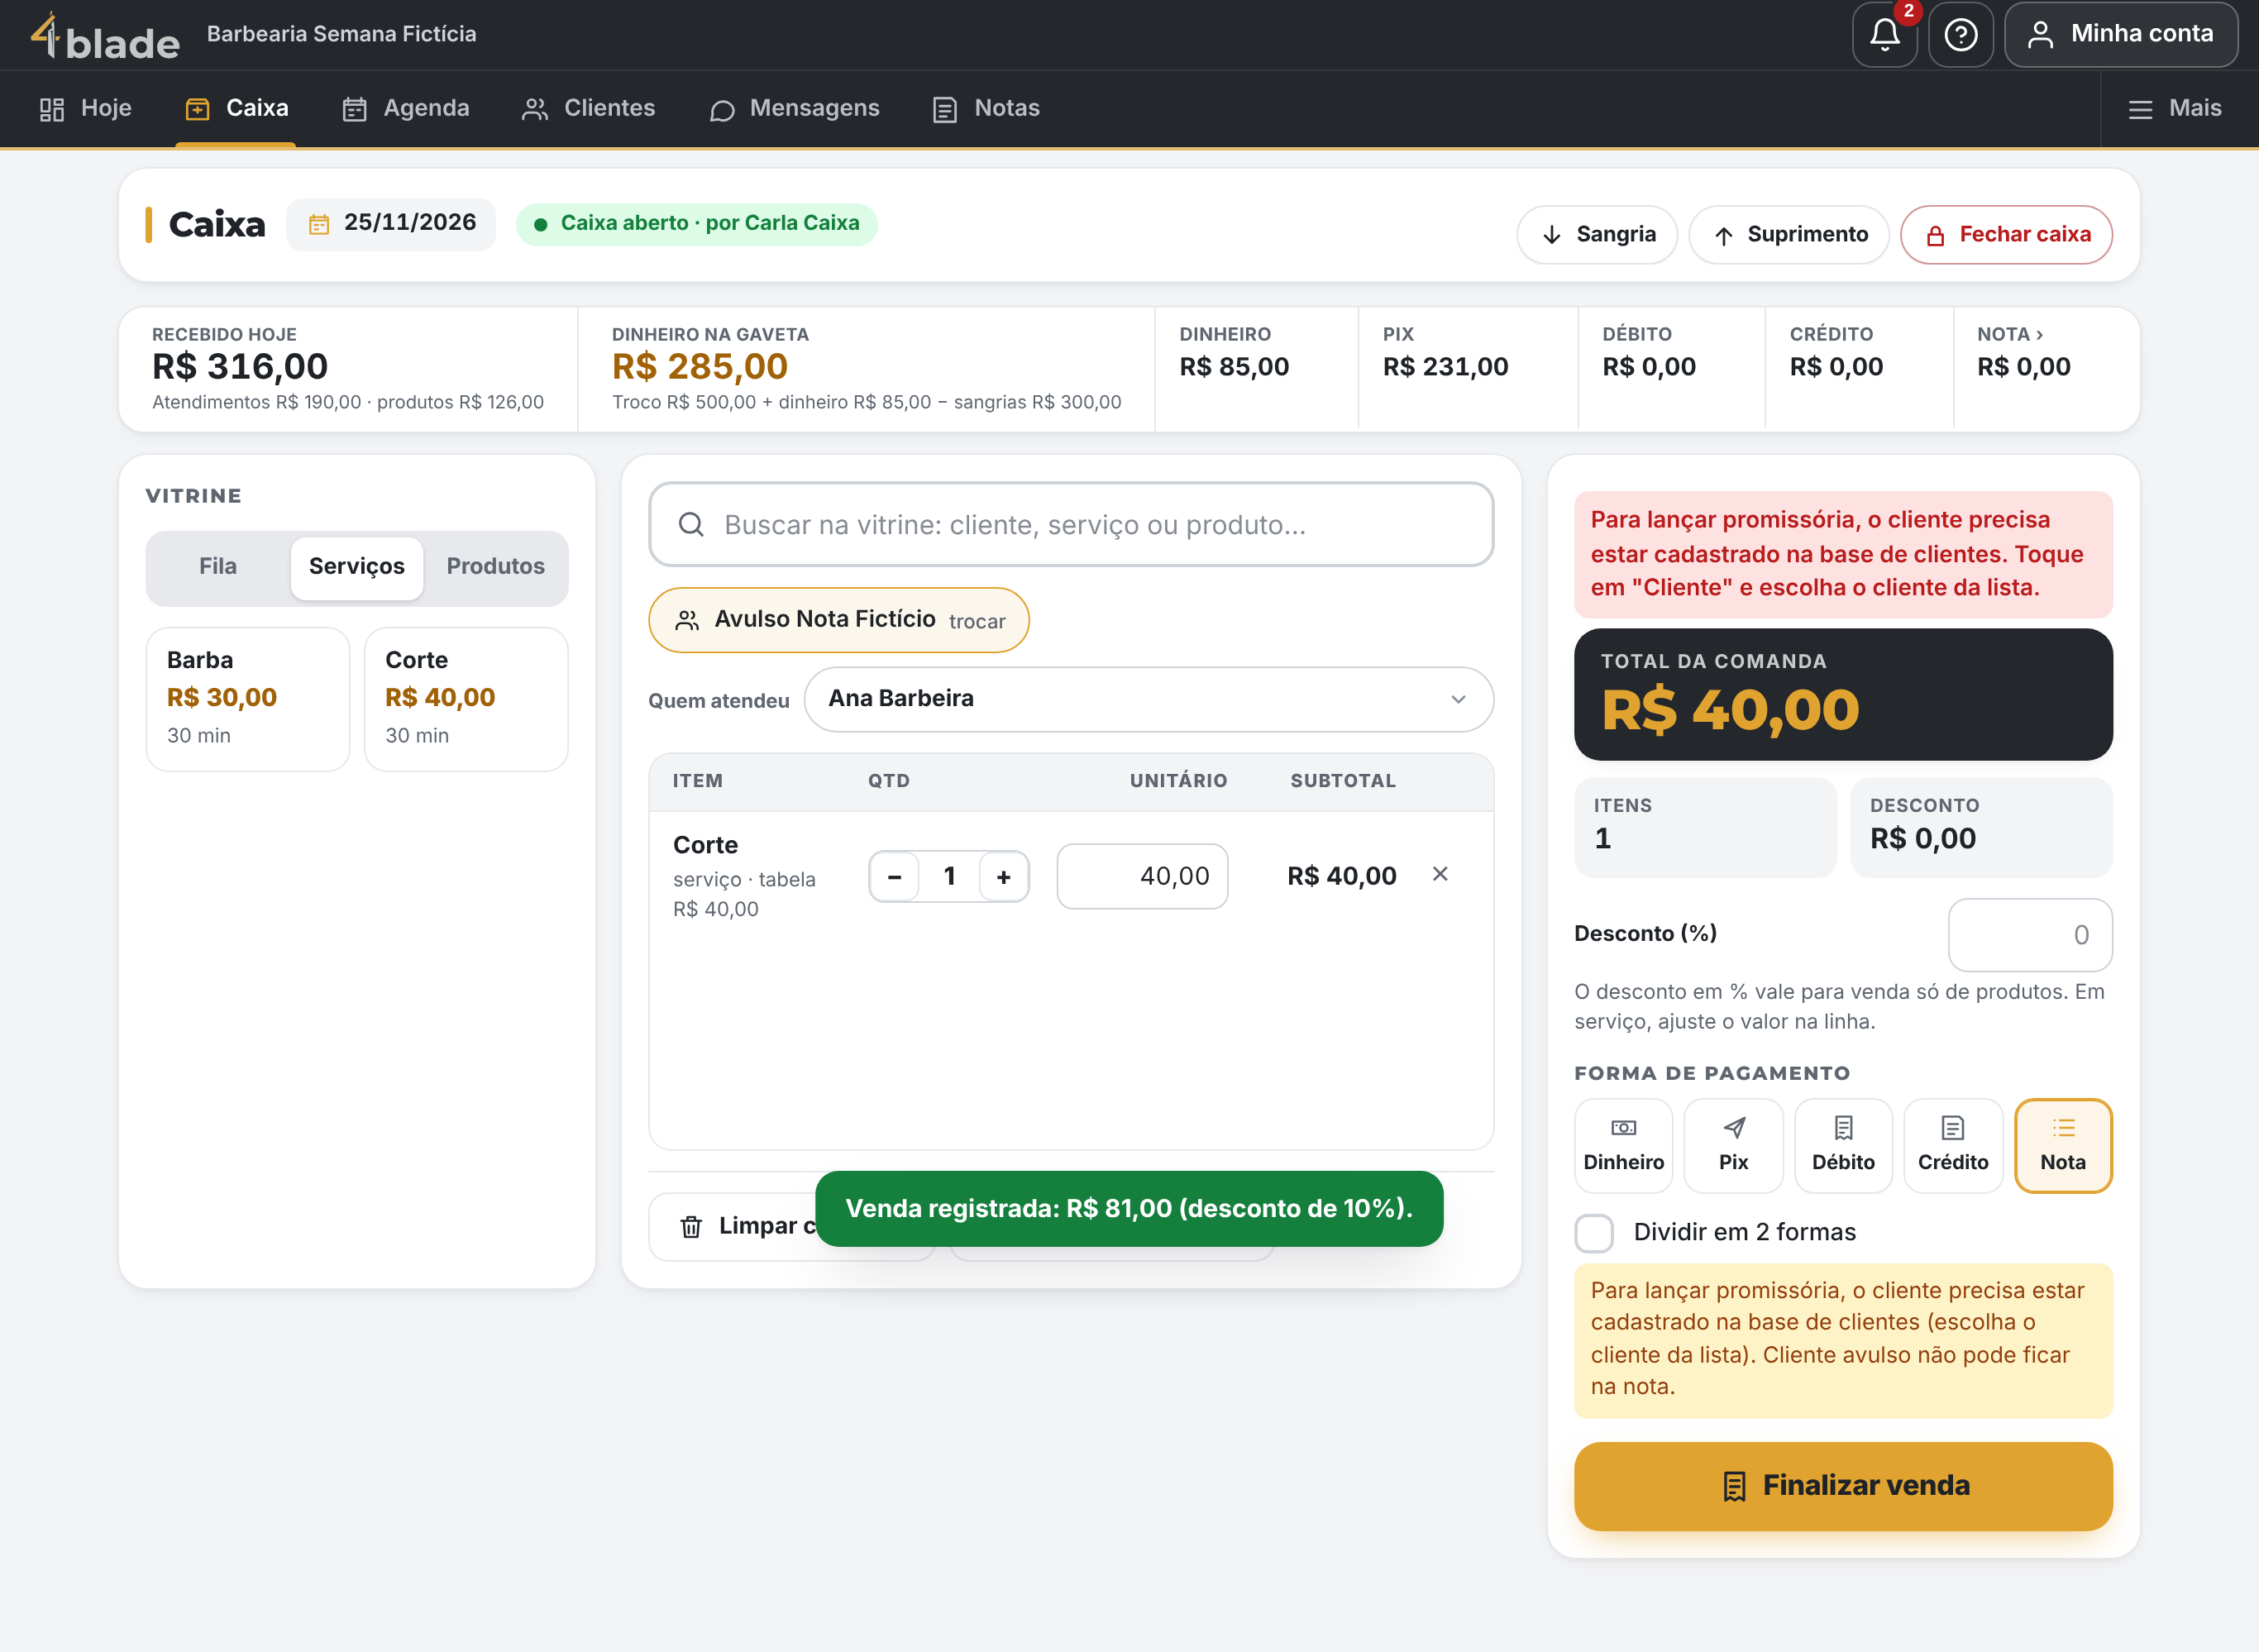 4blade
Barbearia Semana Fictícia
2
Minha conta
Hoje
Caixa
Agenda
Clientes
Mensagens
Notas
Mais
Caixa
25/11/2026
Caixa aberto · por Carla Caixa
Sangria
Suprimento
Fechar caixa
RECEBIDO HOJE
R$ 316,00
Atendimentos R$ 190,00 · produtos R$ 126,00
DINHEIRO NA GAVETA
R$ 285,00
Troco R$ 500,00 + dinheiro R$ 85,00 − sangrias R$ 300,00
DINHEIRO
R$ 85,00
PIX
R$ 231,00
DÉBITO
R$ 0,00
CRÉDITO
R$ 0,00
NOTA ›
R$ 0,00
VITRINE
Fila
Serviços
Produtos
Barba
R$ 30,00
30 min
Corte
R$ 40,00
30 min
Buscar na vitrine: cliente, serviço ou produto...
Avulso Nota Fictício trocar
Quem atendeu
Ana Barbeira
ITEM QTD UNITÁRIO SUBTOTAL
Corte
serviço · tabela
R$ 40,00
− 1 +
40,00
R$ 40,00
×
Limpar c
Venda registrada: R$ 81,00 (desconto de 10%).
Para lançar promissória, o cliente precisa
estar cadastrado na base de clientes. Toque
em "Cliente" e escolha o cliente da lista.
TOTAL DA COMANDA
R$ 40,00
ITENS
1
DESCONTO
R$ 0,00
Desconto (%)
0
O desconto em % vale para venda só de produtos. Em
serviço, ajuste o valor na linha.
FORMA DE PAGAMENTO
Dinheiro
Pix
Débito
Crédito
Nota
Dividir em 2 formas
Para lançar promissória, o cliente precisa estar
cadastrado na base de clientes (escolha o
cliente da lista). Cliente avulso não pode ficar
na nota.
Finalizar venda